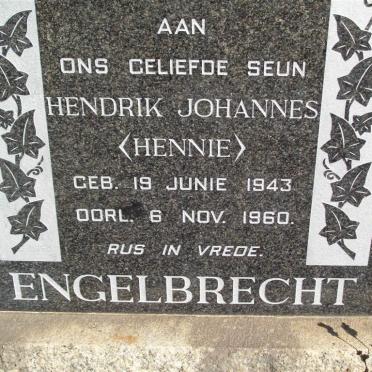 AAN
ONS GELIEFDE SEUN
HENDRIK JOHANNES
<HENNIE>
GEB. 19 JUNIE 1943
OORL. 6 NOV. 1960.
RUS IN VREDE.
ENGELBRECHT